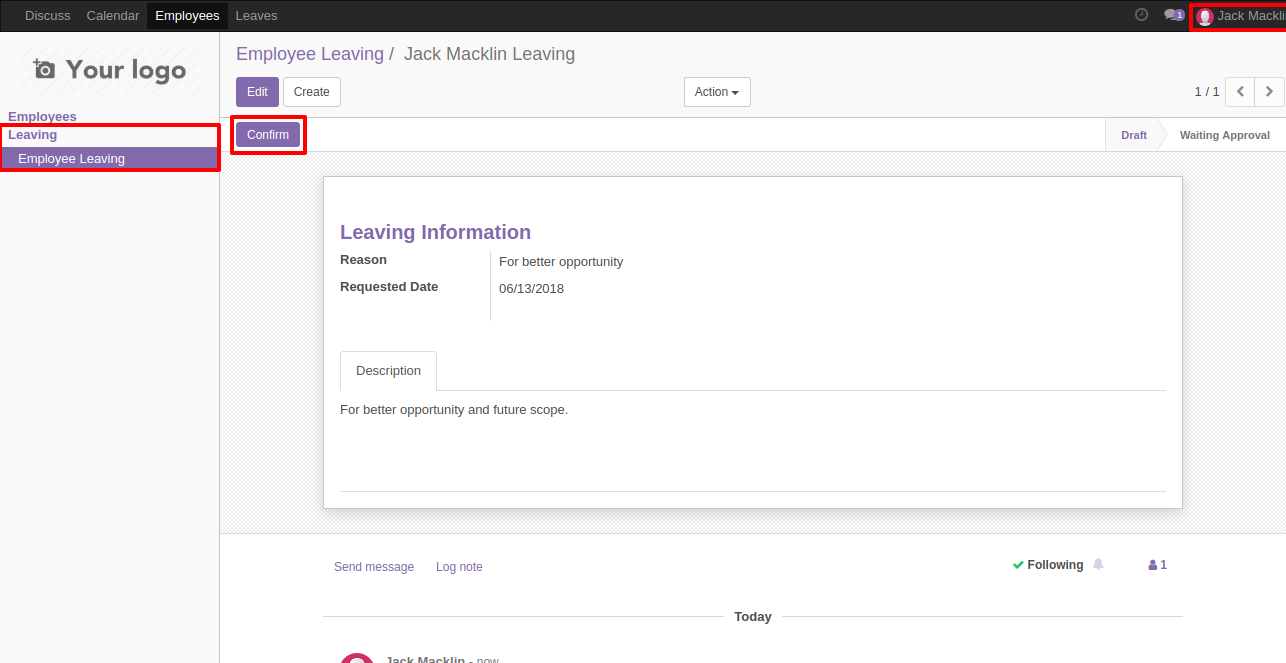 Discuss Calendar Employees Leaves 1 Jack Mackli
Your logo
Employees
Leaving
Employee Leaving
Employee Leaving / Jack Macklin Leaving
Edit Create Action 1 / 1
Confirm Draft Waiting Approval
Leaving Information
Reason For better opportunity
Requested Date 06/13/2018
Description
For better opportunity and future scope.
Send message Log note Following 1
Today
Jack Macklin - now